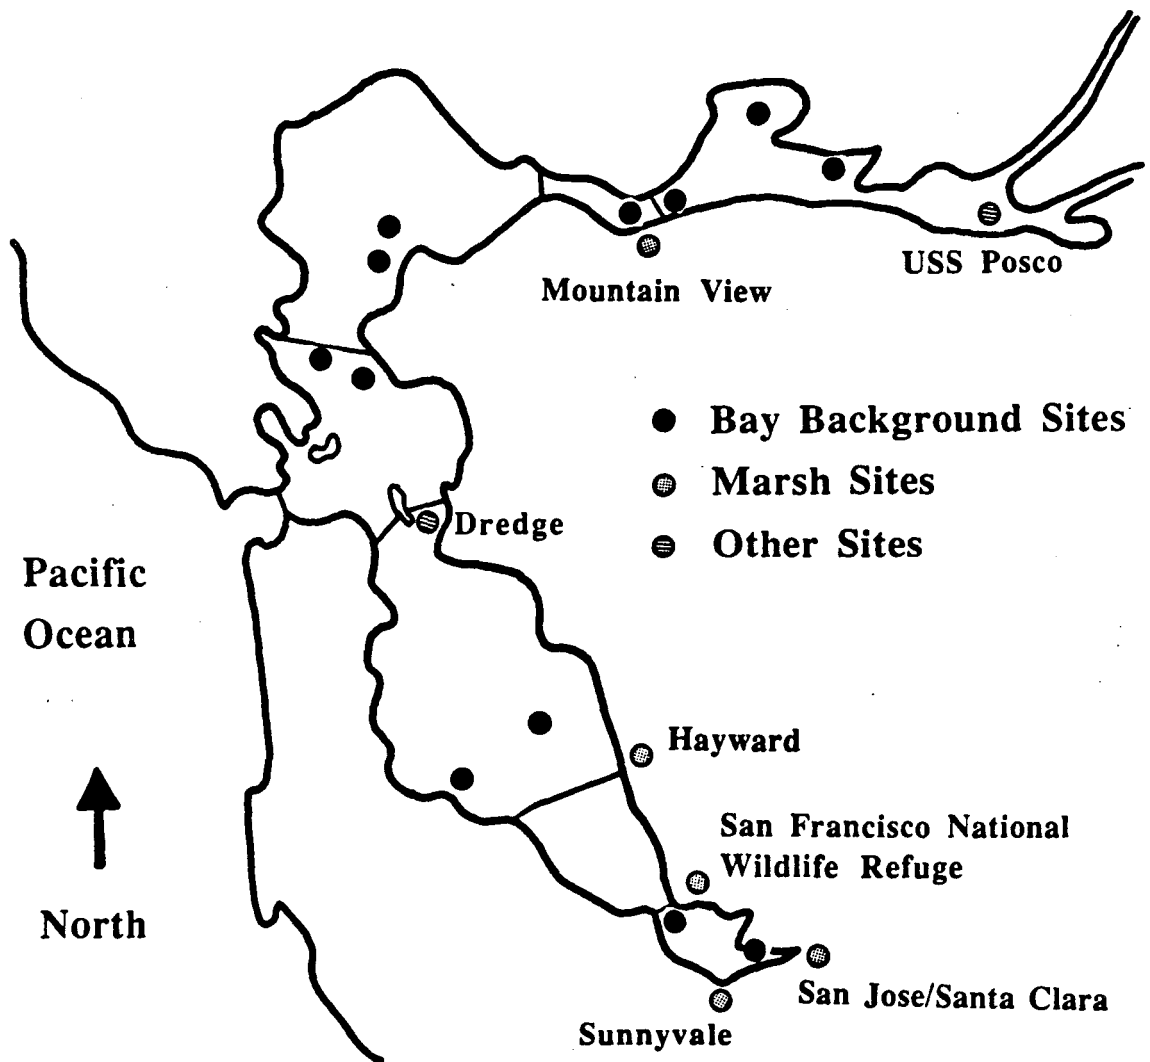 USS Posco
Mountain View
Bay Background Sites
Marsh Sites
Dredge
Other Sites
Pacific
Ocean
Hayward
San Francisco National
Wildlife Refuge
North
San Jose/Santa Clara
Sunnyvale